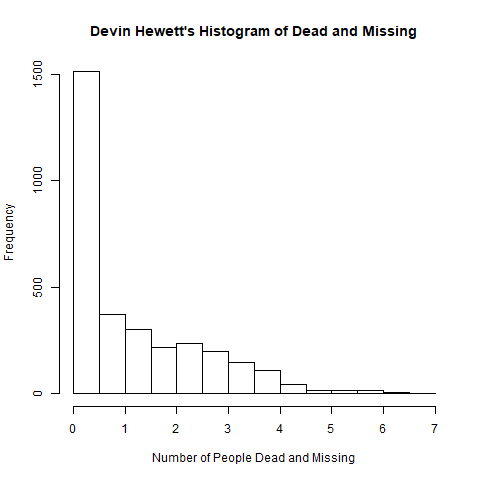 Devin Hewett's Histogram of Dead and Missing
1500
1000
500
0
Frequency
0 1 2 3 4 5 6 7
Number of People Dead and Missing